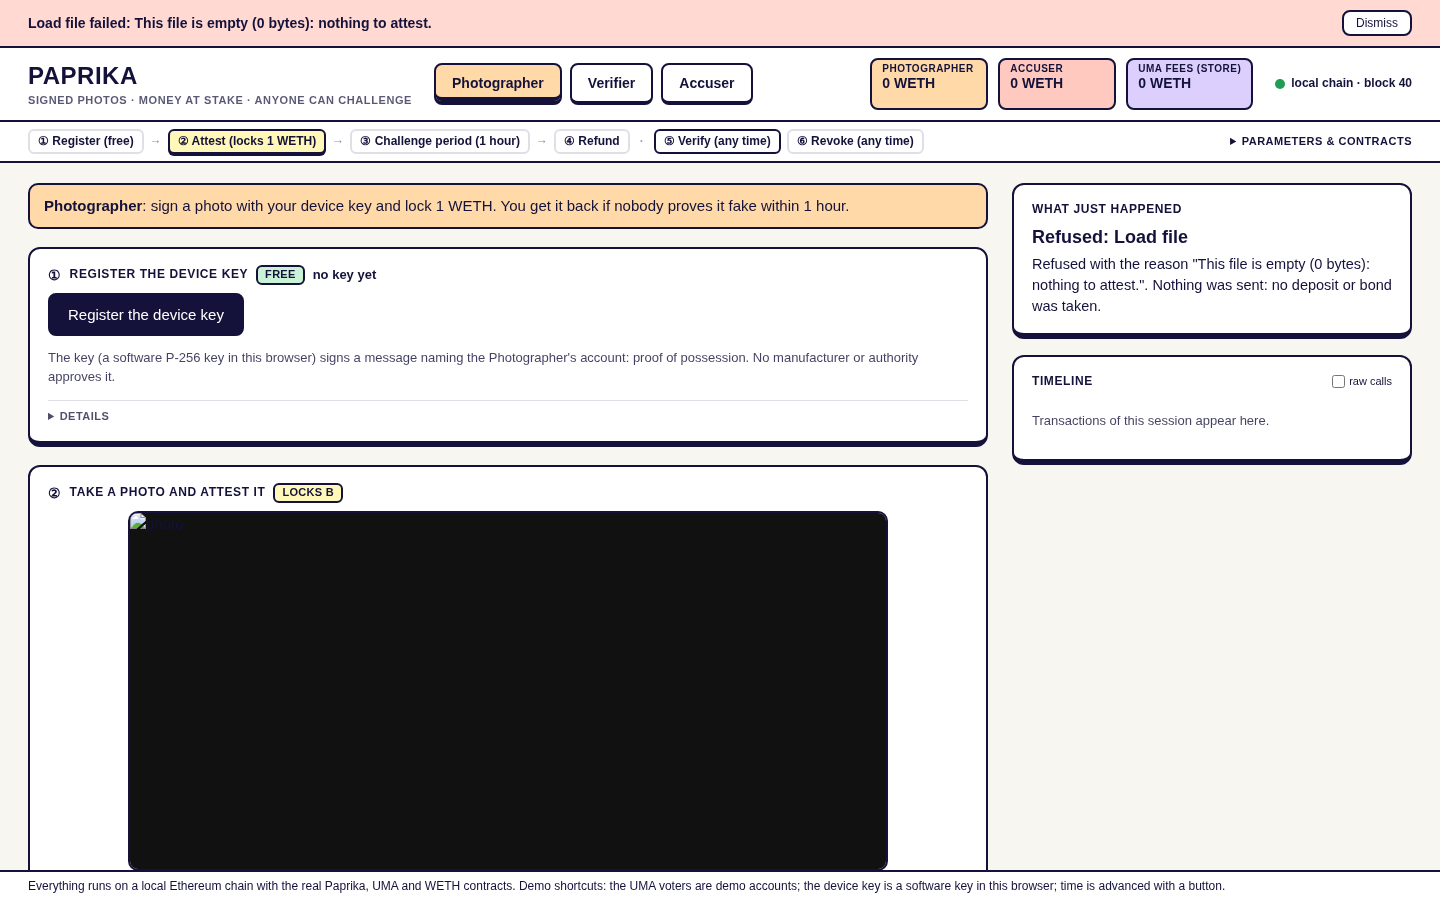 Load file failed: This file is empty (0 bytes): nothing to attest.
Dismiss
PAPRIKA
SIGNED PHOTOS · MONEY AT STAKE · ANYONE CAN CHALLENGE
Photographer
Verifier
Accuser
PHOTOGRAPHER
0 WETH
ACCUSER
0 WETH
UMA FEES (STORE)
0 WETH
local chain · block 40
① Register (free) → ② Attest (locks 1 WETH) → ③ Challenge period (1 hour) → ④ Refund · ⑤ Verify (any time) ⑥ Revoke (any time)
▶ PARAMETERS & CONTRACTS
Photographer: sign a photo with your device key and lock 1 WETH. You get it back if nobody proves it fake within 1 hour.
① REGISTER THE DEVICE KEY FREE no key yet
Register the device key
The key (a software P-256 key in this browser) signs a message naming the Photographer's account: proof of possession. No manufacturer or authority
approves it.
▶ DETAILS
② TAKE A PHOTO AND ATTEST IT LOCKS B
WHAT JUST HAPPENED
Refused: Load file
Refused with the reason "This file is empty (0 bytes):
nothing to attest.". Nothing was sent: no deposit or bond
was taken.
TIMELINE
raw calls
Transactions of this session appear here.
Everything runs on a local Ethereum chain with the real Paprika, UMA and WETH contracts. Demo shortcuts: the UMA voters are demo accounts; the device key is a software key in this browser; time is advanced with a button.